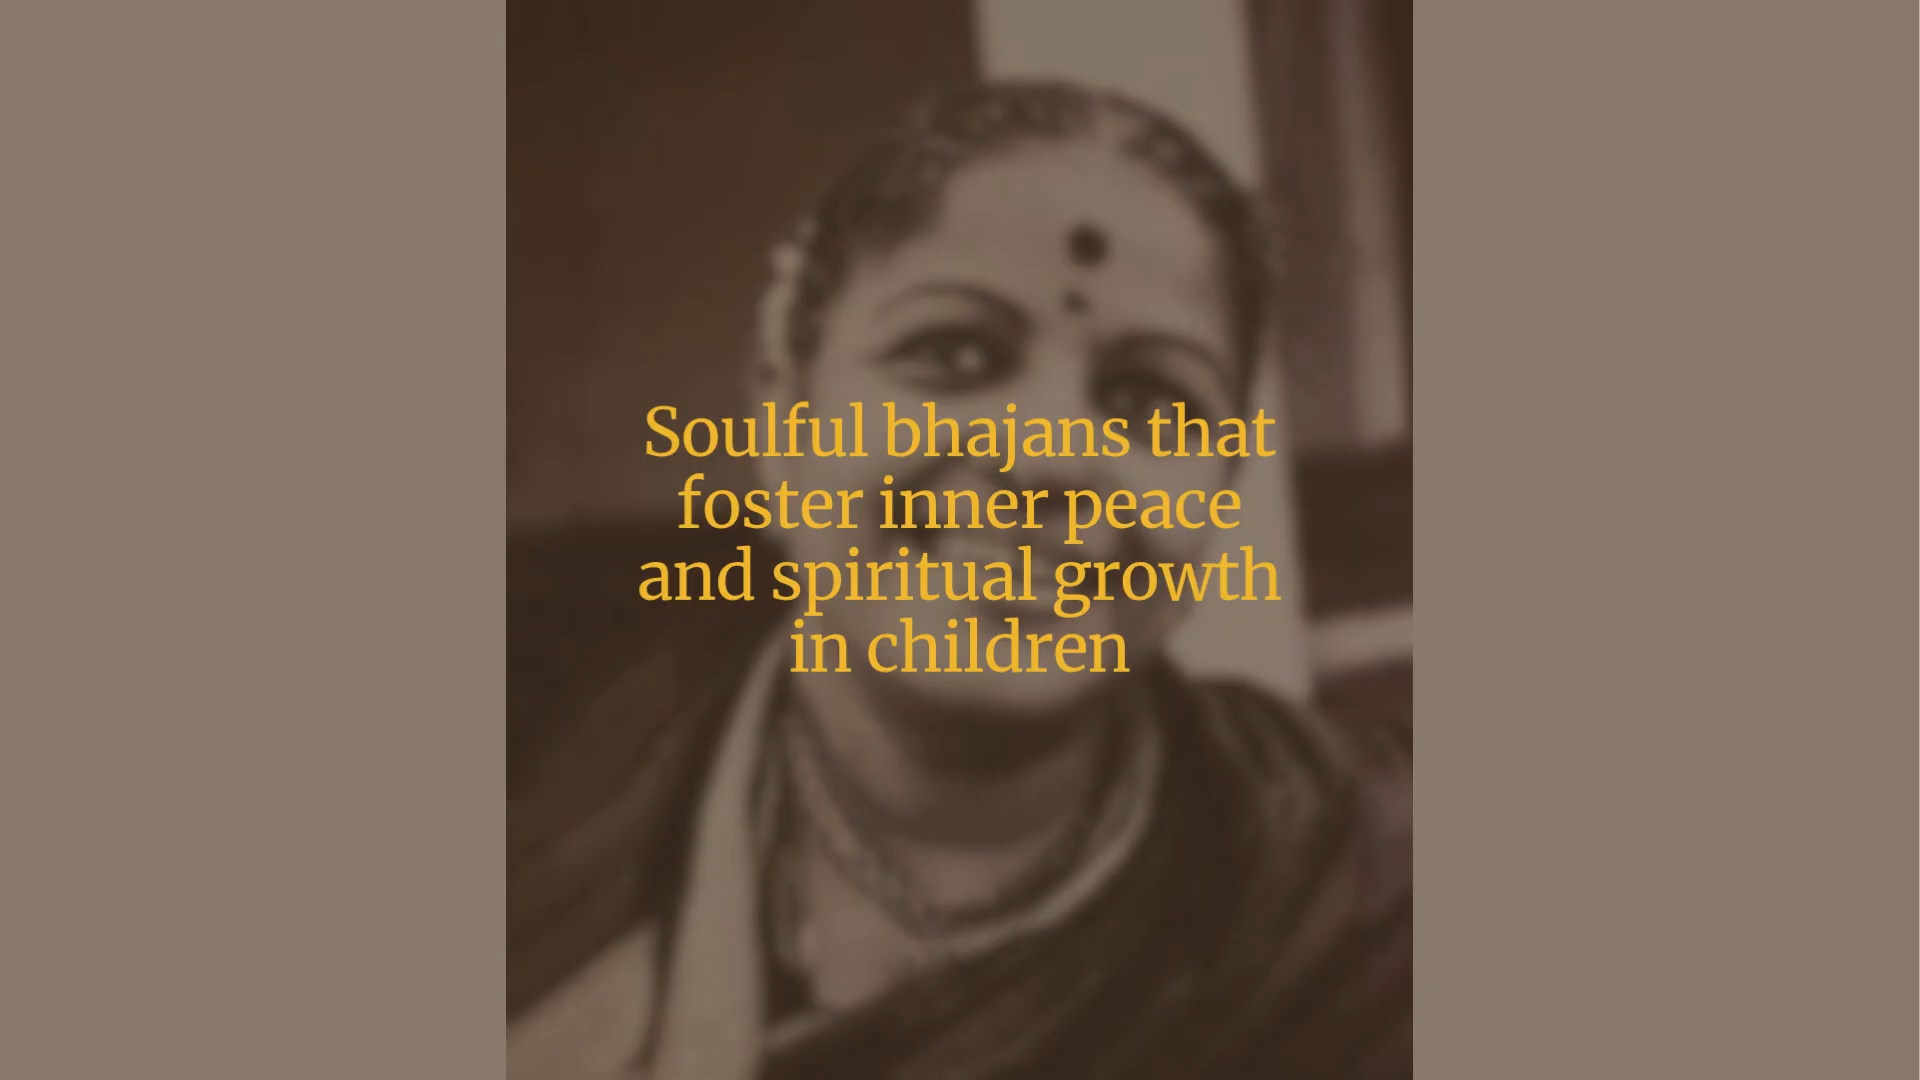 Soulful bhajans that
foster inner peace
and spiritual growth
in children